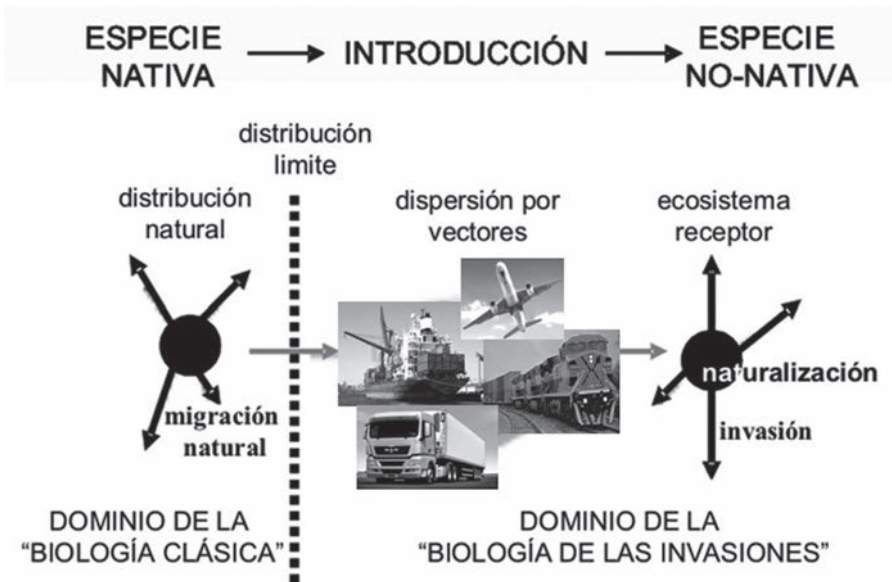 ESPECIE
NATIVA
INTRODUCCIÓN
ESPECIE
NO-NATIVA
distribución
limite
distribución
natural
dispersión por
vectores
ecosistema
receptor
migración
natural
naturalización
invasión
DOMINIO DE LA
“BIOLOGÍA CLÁSICA”
DOMINIO DE LA
“BIOLOGÍA DE LAS INVASIONES”